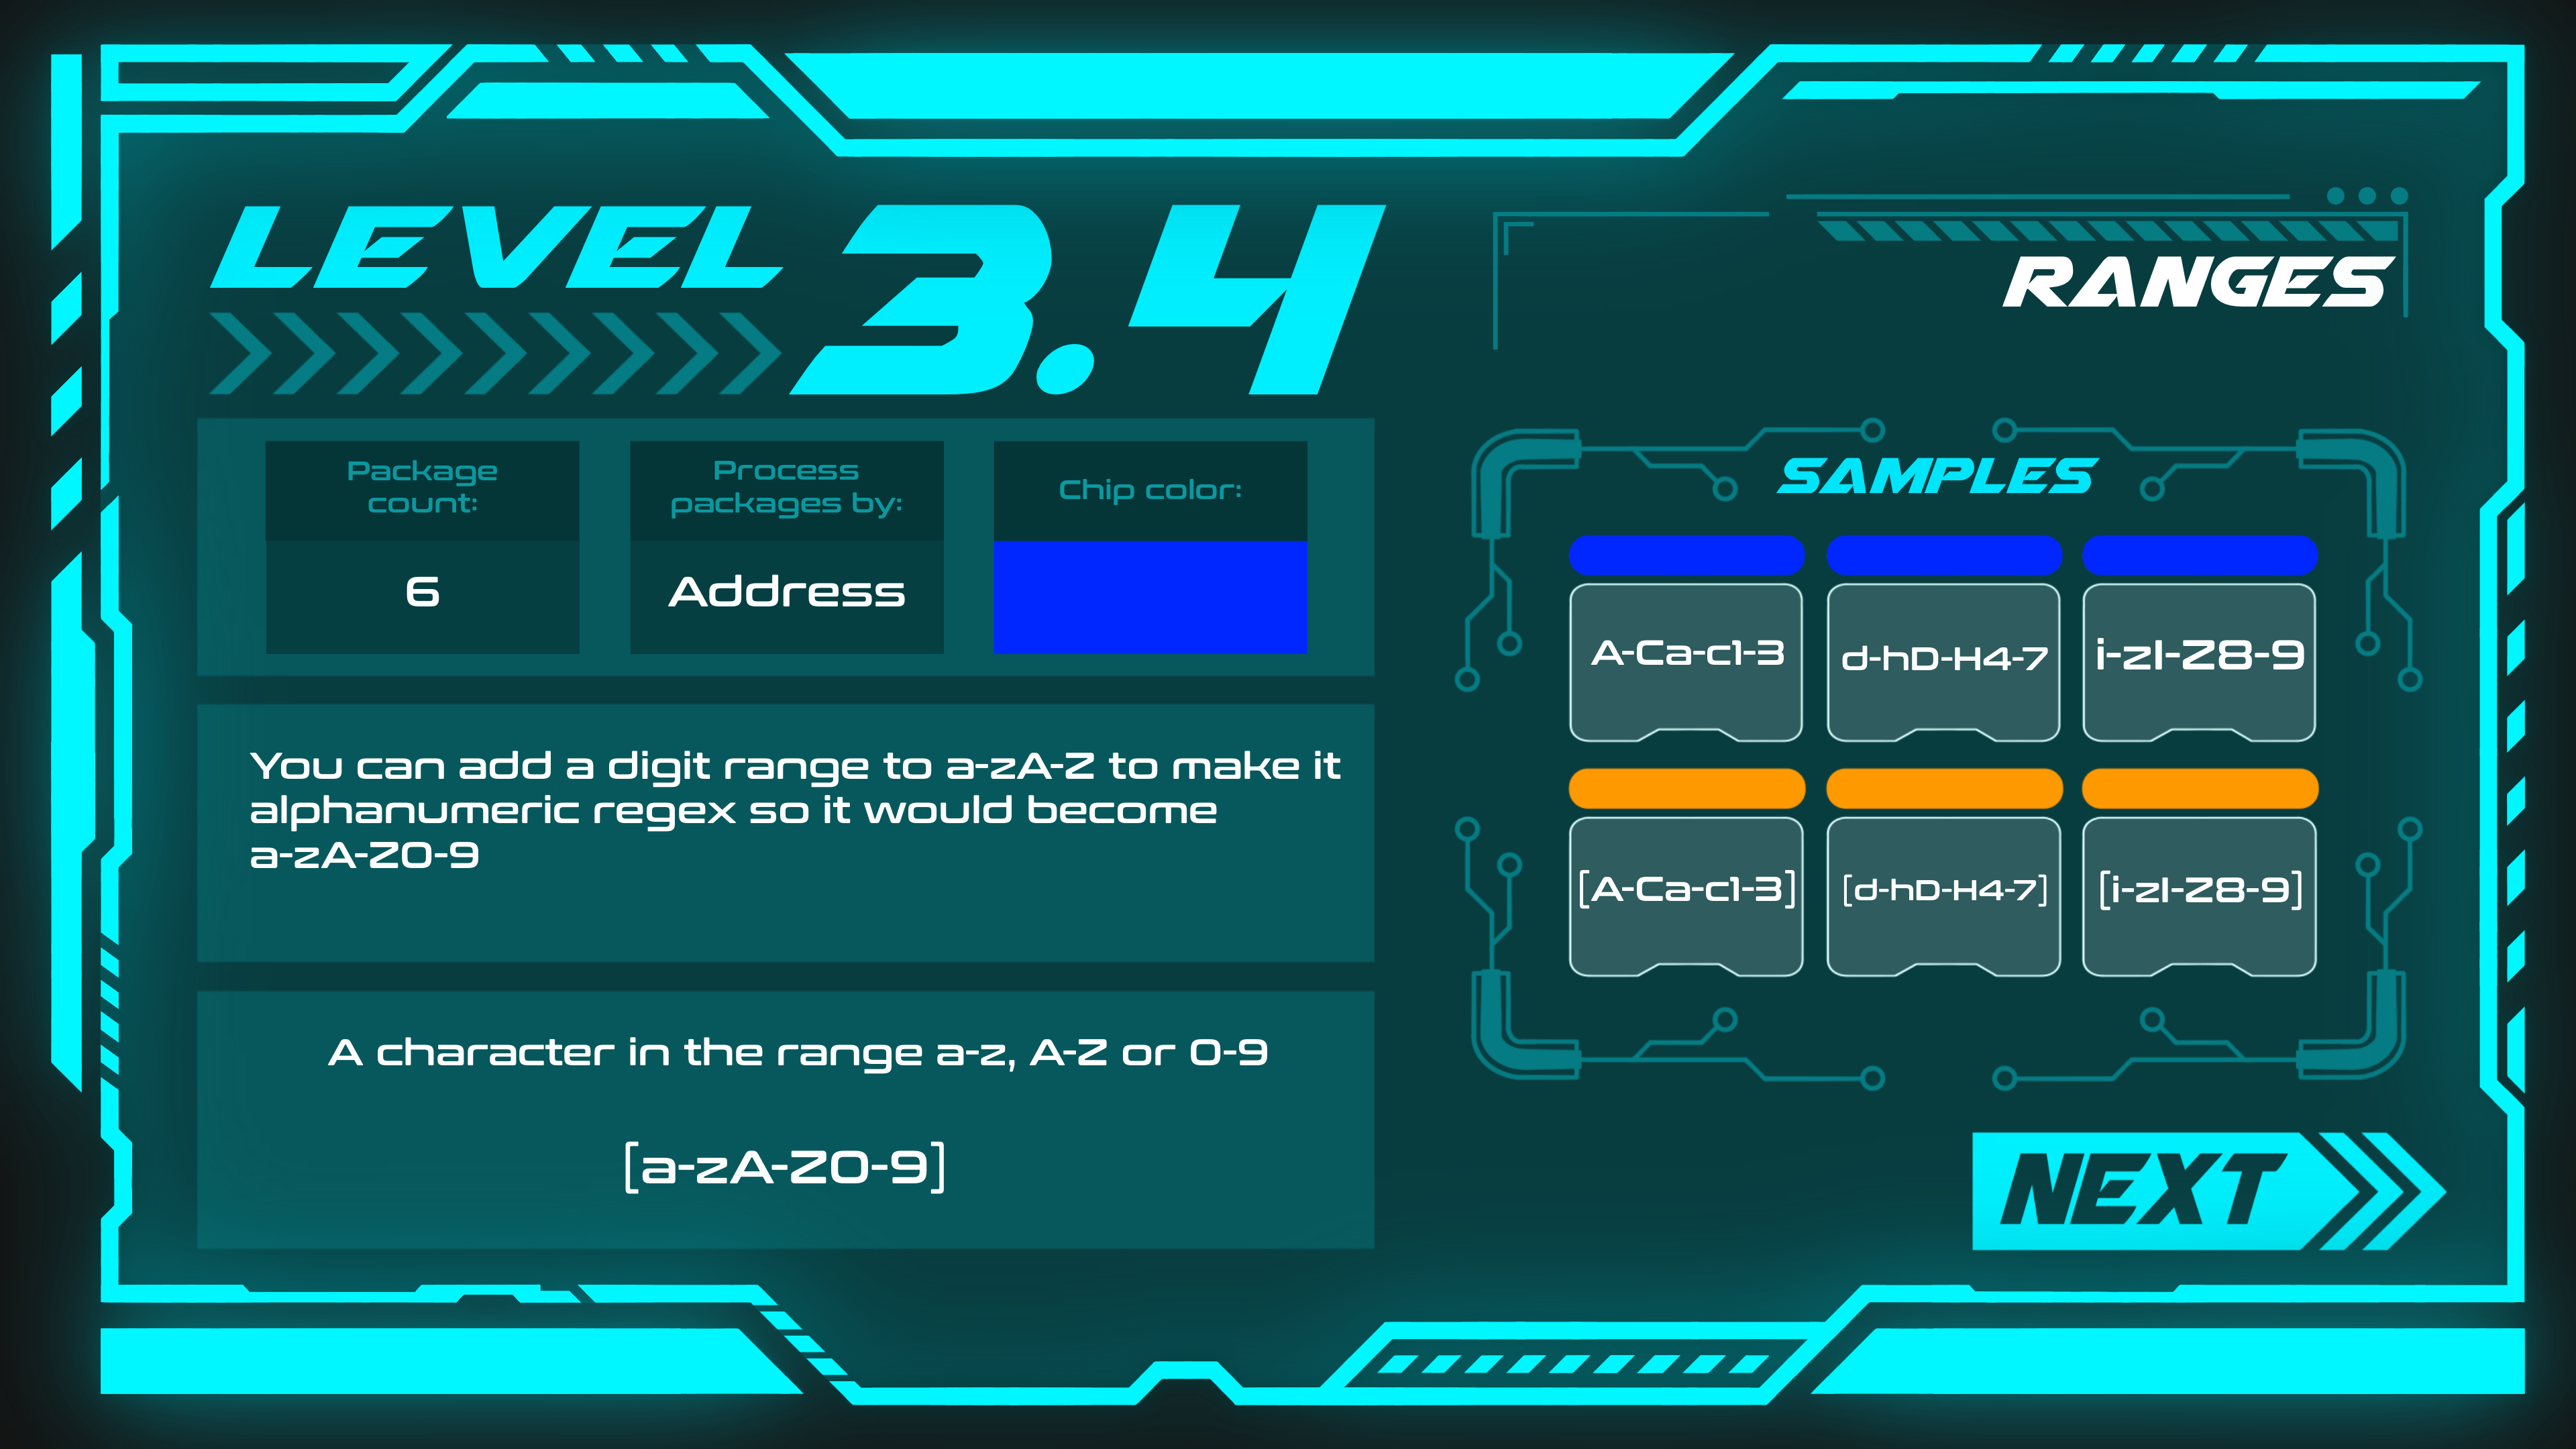 LEVEL 3.4
RANGES
Package
count:
6
Process
packages by:
Address
Chip color:
You can add a digit range to a-zA-Z to make it
alphanumeric regex so it would become
a-zA-Z0-9
A character in the range a-z, A-Z or 0-9
[a-zA-Z0-9]
SAMPLES
A-Ca-c1-3
d-hD-H4-7
i-zI-Z8-9
[A-Ca-c1-3]
[d-hD-H4-7]
[i-zI-Z8-9]
NEXT